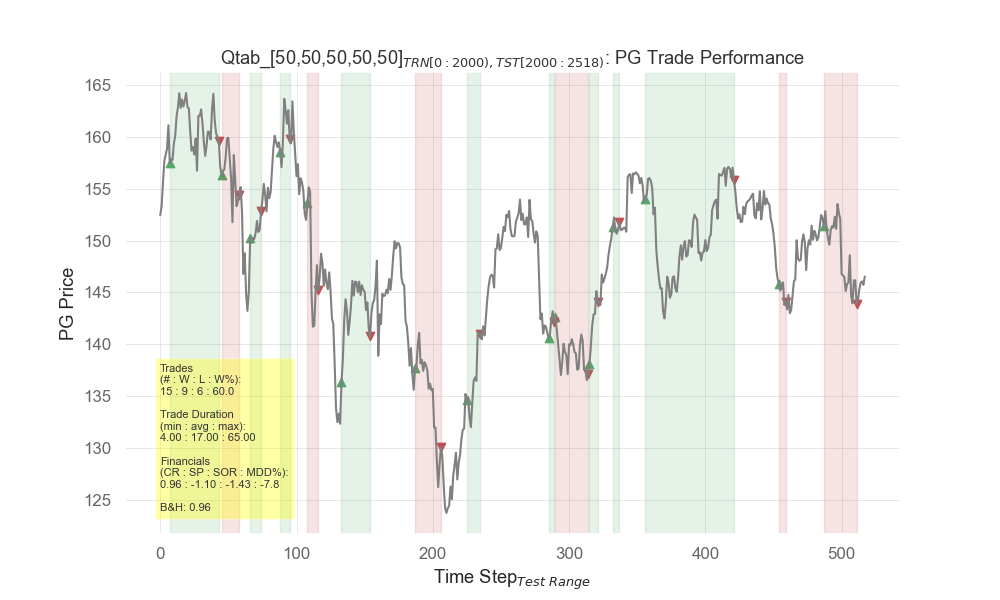 Qtab_[50,50,50,50,50]TRN[0 : 2000), TST[2000 : 2518): PG Trade Performance
165
160
155
150
145
140
135
130
125
PG Price
Trades
(# : W : L : W%):
15 : 9 : 6 : 60.0
Trade Duration
(min : avg : max):
4.00 : 17.00 : 65.00
Financials
(CR : SP : SOR : MDD%):
0.96 : -1.10 : -1.43 : -7.8
B&H: 0.96
0 100 200 300 400 500
Time StepTest Range